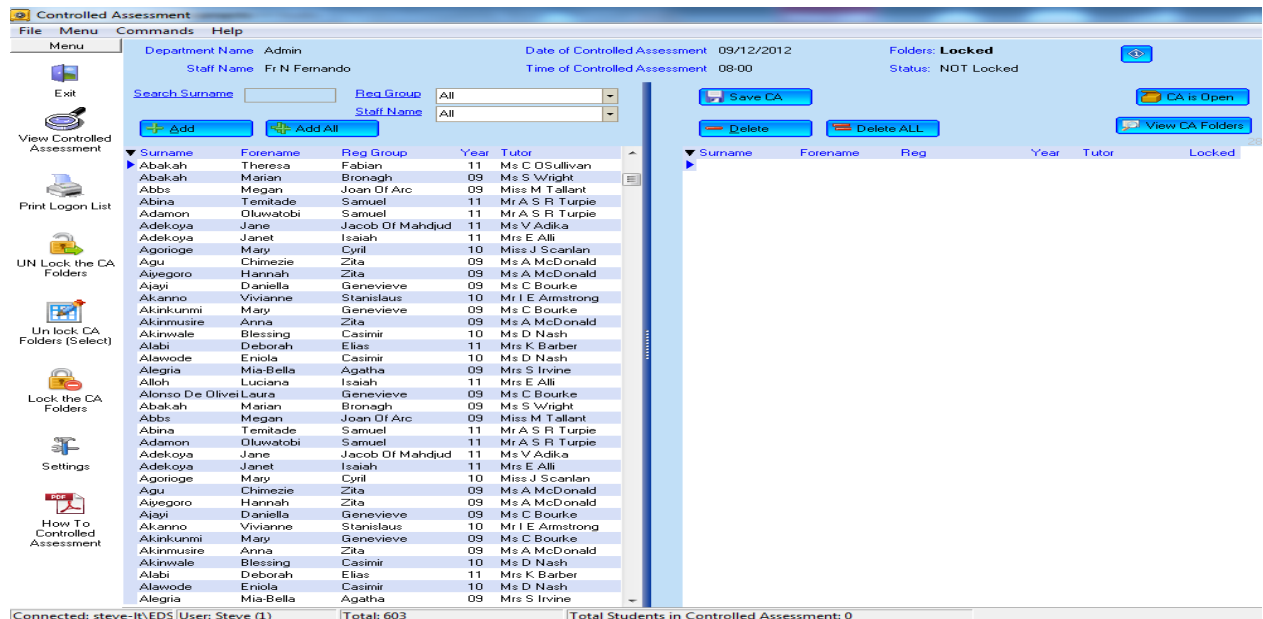 Controlled Assessment
File Menu Commands Help
Menu
Exit
View Controlled
Assessment
Print Logon List
UN Lock the CA
Folders
Un lock CA
Folders (Select)
Lock the CA
Folders
Settings
PDF
How To
Controlled
Assessment
Department Name Admin
Date of Controlled Assessment 09/12/2012
Folders: Locked
Staff Name Fr N Fernando
Time of Controlled Assessment 08-00
Status: NOT Locked
Search Surname Reg Group All
Staff Name All
Add Add All
Save CA CA is Open
Delete Delete ALL View CA Folders
Surname Forename Reg Group Year Tutor
Abakah Theresa Fabian 11 Ms C OSullivan
Abakah Marian Bronagh 09 Ms S Wright
Abbs Megan Joan Of Arc 09 Miss M Tallant
Abina Temitade Samuel 11 Mr A S R Turpie
Adamon Oluwatobi Samuel 11 Mr A S R Turpie
Adekoya Jane Jacob Of Mahdjud 11 Ms V Adika
Adekoya Janet Isaiah 11 Mrs E Alli
Agorioge Mary Cyril 10 Miss J Scanlan
Agu Chimezie Zita 09 Ms A McDonald
Aiyegoro Hannah Zita 09 Ms A McDonald
Ajayi Daniella Genevieve 09 Ms C Bourke
Akanno Vivianne Stanislaus 10 Mr I E Armstrong
Akinkunmi Mary Genevieve 09 Ms C Bourke
Akinmusire Anna Zita 09 Ms A McDonald
Akinwale Blessing Casimir 10 Ms D Nash
Alabi Deborah Elias 11 Mrs K Barber
Alawode Eniola Casimir 10 Ms D Nash
Alegria Mia-Bella Agatha 09 Mrs S Irvine
Alloh Luciana Isaiah 11 Mrs E Alli
Alonso De Olivei Laura Genevieve 09 Ms C Bourke
Abakah Marian Bronagh 09 Ms S Wright
Abbs Megan Joan Of Arc 09 Miss M Tallant
Abina Temitade Samuel 11 Mr A S R Turpie
Adamon Oluwatobi Samuel 11 Mr A S R Turpie
Adekoya Jane Jacob Of Mahdjud 11 Ms V Adika
Adekoya Janet Isaiah 11 Mrs E Alli
Agorioge Mary Cyril 10 Miss J Scanlan
Agu Chimezie Zita 09 Ms A McDonald
Aiyegoro Hannah Zita 09 Ms A McDonald
Ajayi Daniella Genevieve 09 Ms C Bourke
Akanno Vivianne Stanislaus 10 Mr I E Armstrong
Akinkunmi Mary Genevieve 09 Ms C Bourke
Akinmusire Anna Zita 09 Ms A McDonald
Akinwale Blessing Casimir 10 Ms D Nash
Alabi Deborah Elias 11 Mrs K Barber
Alawode Eniola Casimir 10 Ms D Nash
Alegria Mia-Bella Agatha 09 Mrs S Irvine
Surname Forename Reg Year Tutor Locked
Connected: steve-lt\EDS User: Steve (1) Total: 603 Total Students in Controlled Assessment: 0